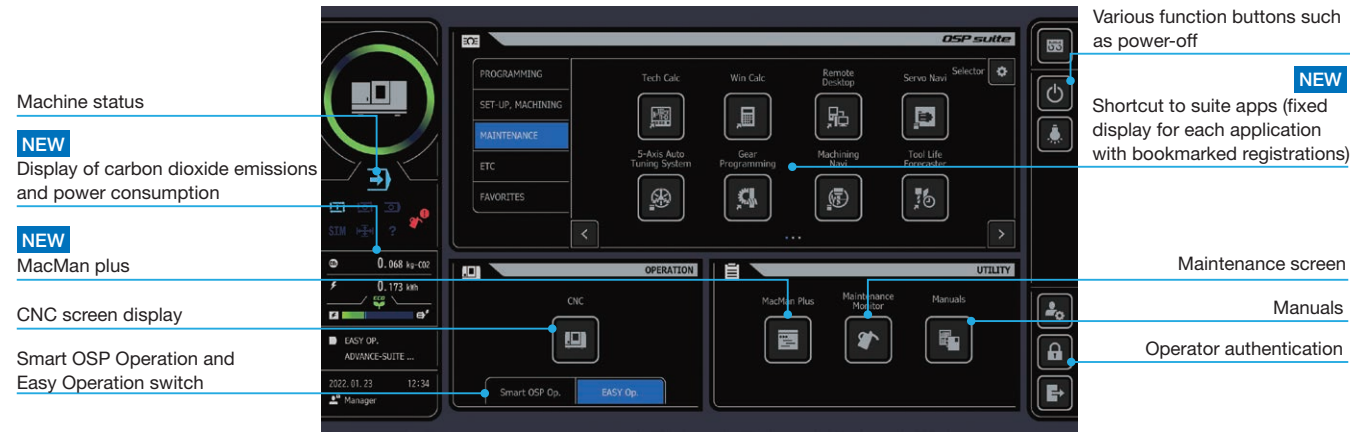 Machine status
NEW
Display of carbon dioxide emissions
and power consumption
NEW
MacMan plus
CNC screen display
Smart OSP Operation and
Easy Operation switch
SIM
?
0.068 kg-CO2
0.173 kWh
eco
EASY OP.
ADVANCE-SUITE ...
2022.01.23 12:34
Manager
OSP suite
PROGRAMMING
SET-UP, MACHINING
MAINTENANCE
ETC
FAVORITES
Selector
Tech Calc
Win Calc
Remote
Desktop
Servo Navi
5-Axis Auto
Tuning System
Gear
Programming
Machining
Navi
Tool Life
Forecaster
<
...
>
OPERATION
CNC
Smart OSP Op.
EASY Op.
UTILITY
MacMan Plus
Maintenance
Monitor
Manuals
Various function buttons such
as power-off
NEW
Shortcut to suite apps (fixed
display for each application
with bookmarked registrations)
Maintenance screen
Manuals
Operator authentication